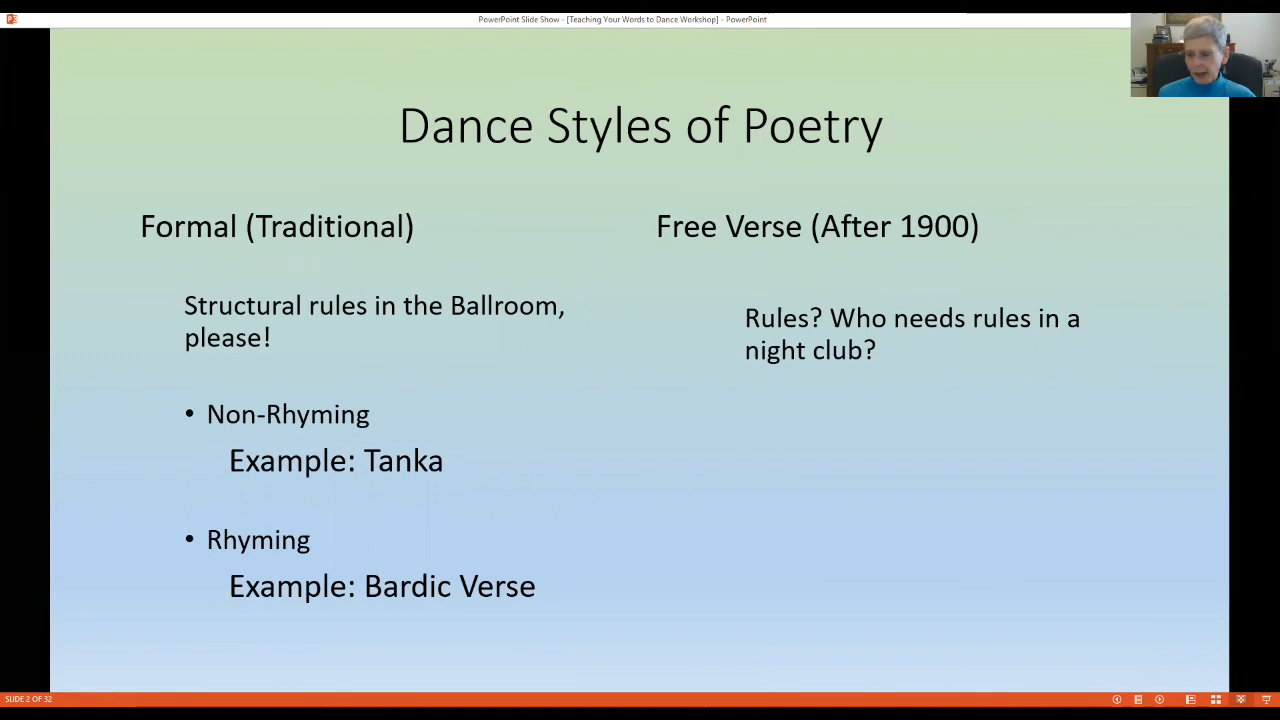 PowerPoint Slide Show - [Teaching Your Words to Dance Workshop] - PowerPoint
Dance Styles of Poetry
Formal (Traditional)
Structural rules in the Ballroom,
please!
• Non-Rhyming
Example: Tanka
• Rhyming
Example: Bardic Verse
Free Verse (After 1900)
Rules? Who needs rules in a
night club?
SLIDE 2 OF 32